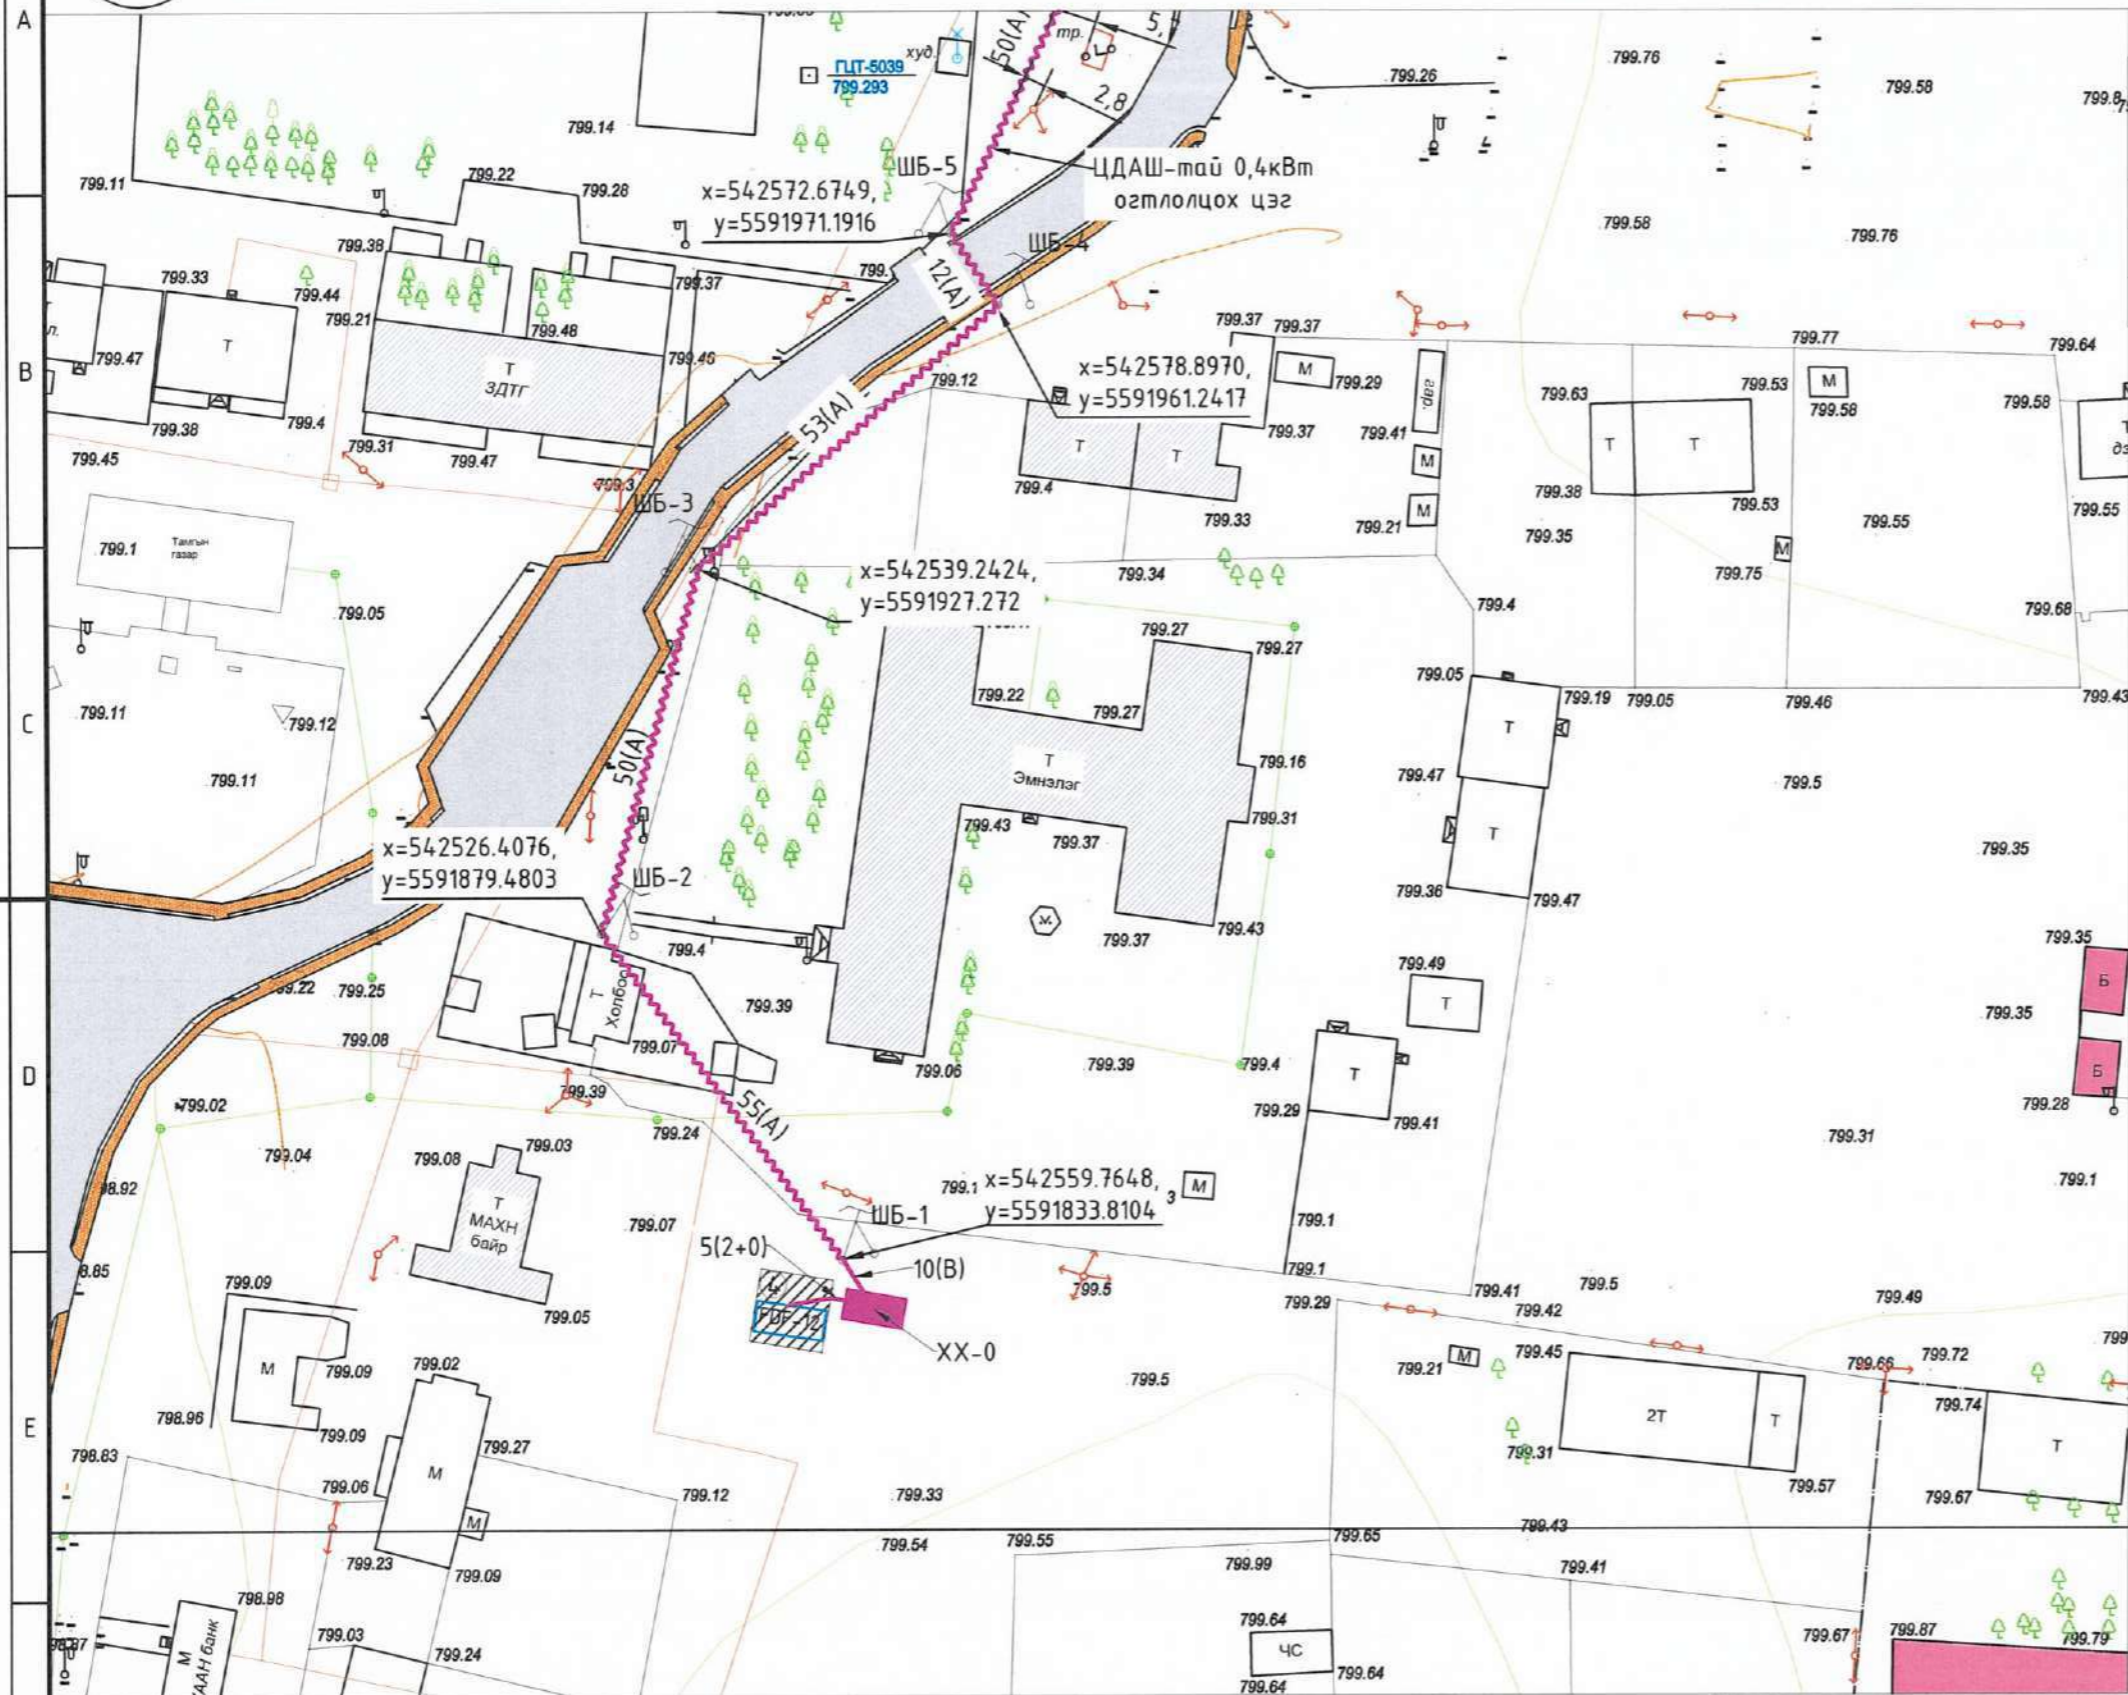 A
50(А)
5,
тр.
худ.
ГЦТ-5039
799.293
799.26
799.76
799.58
799.14
2,8
799.11
799.22
799.28
ШБ-5
x=542572.6749,
y=5591971.1916
ЦДАШ-тай 0,4кВт
огтлолцох цэг
799.58
799.76
ШБ-4
12(А)
799.38
799.33
799.44
799.21
799.37
799.48
799.45
Т
Т
ЗДТГ
B
799.47
799.38
799.4
799.31
799.47
799.45
799.12
53(А)
x=542578.8970,
y=5591961.2417
799.37
799.37
М
799.29
гар.
799.77
799.64
799.63
799.53
М
799.58
799.58
799.41
799.37
Т
Т
Т
Т
М
799.4
799.33
М
799.21
799.38
799.53
799.35
799.55
799.55
М
799.75
799.3
ШБ-3
799.1
Тамгын
газар
799.05
x=542539.2424,
y=5591927.272
799.34
799.4
799.68
799.27
799.27
799.22
799.27
799.05
799.19
799.05
799.46
799.43
C
799.11
799.12
799.11
50(А)
Т
Эмнэлэг
799.16
799.31
799.43
799.37
Т
799.47
Т
799.5
799.35
799.36
799.47
x=542526.4076,
y=5591879.4803
ШБ-2
799.4
799.37
799.43
799.35
799.49
Т
Б
799.35
Б
799.28
799.25
799.39
Т
Холбоо
799.08
799.07
D
799.06
799.39
799.4
Т
799.29
799.41
799.39
55(А)
799.02
799.24
799.31
799.04
799.08
799.03
799.1
Т
МАХН
байр
799.07
799.1
x=542559.7648,
y=5591833.8104
3
М
ШБ-1
799.1
5(2+0)
10(В)
799.1
799.5
799.41
799.5
799.09
799.05
799.29
799.42
799.49
XX-0
М
799.09
799.02
799.5
799.21
М
799.45
799.66
799.72
799.74
E
798.96
799.09
М
799.27
2Т
Т
Т
799.31
799.57
799.67
798.83
799.06
М
799.12
799.33
799.54
799.55
799.65
799.43
799.23
799.09
799.99
799.41
798.98
799.03
799.24
М
799.64
ЧС
799.64
799.64
799.67
799.87
799.79